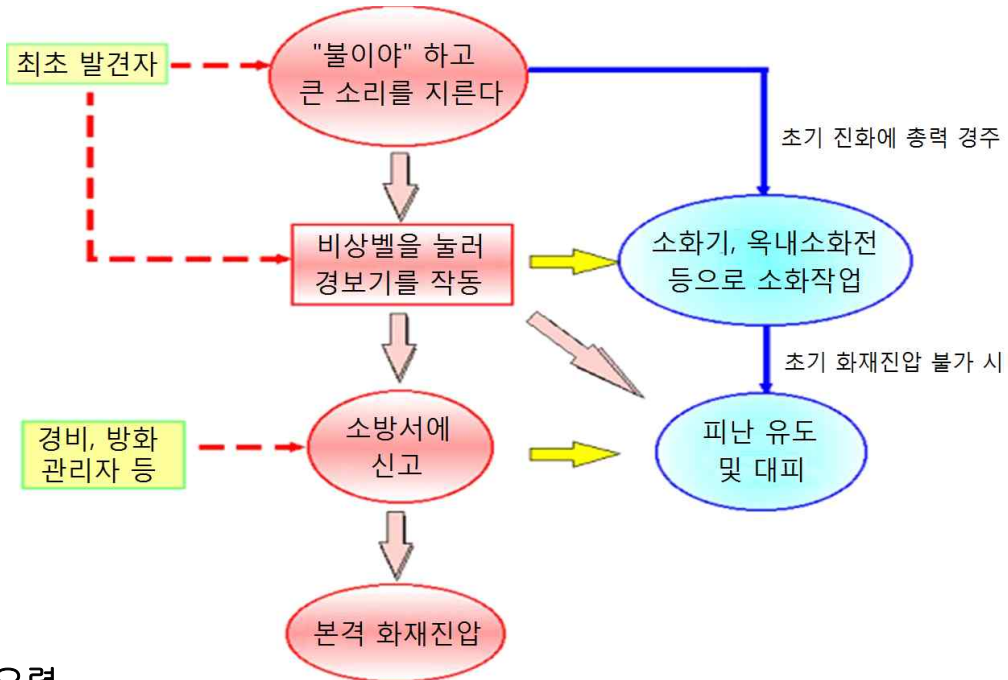 "불이야" 하고
큰 소리를 지른다
최초 발견자
초기 진화에 총력 경주
비상벨을 눌러
경보기를 작동
소화기, 옥내소화전
등으로 소화작업
초기 화재진압 불가 시
경비, 방화
관리자 등
소방서에
신고
피난 유도
및 대피
본격 화재진압